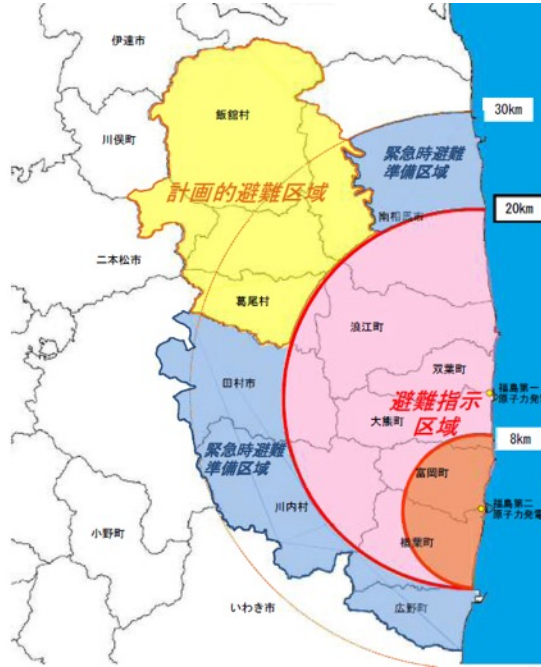 伊達市
飯舘村
30km
川俣町
緊急時避難
準備区域
計画的避難区域
南相馬市
20km
二本松市
葛尾村
浪江町
双葉町
田村市
福島第一
原子力発電
避難指示
区域
大熊町
8km
緊急時避難
準備区域
富岡町
川内村
福島第二
原子力発電
小野町
楢葉町
いわき市
広野町